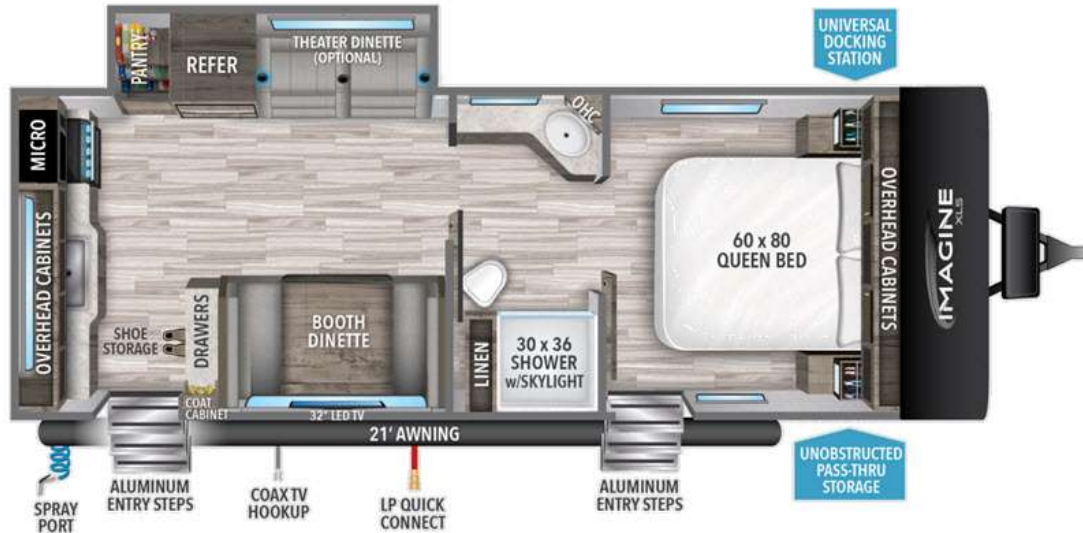 UNIVERSAL
DOCKING
STATION
PANTRY
REFER
THEATER DINETTE
(OPTIONAL)
OHC
MICRO
OVERHEAD CABINETS
60 x 80
QUEEN BED
OVERHEAD CABINETS
IMAGINE
XLS
SHOE
STORAGE
DRAWERS
BOOTH
DINETTE
LINEN
30 x 36
SHOWER
w/SKYLIGHT
COAT
CABINET
32" LED TV
21' AWNING
SPRAY
PORT
ALUMINUM
ENTRY STEPS
COAX TV
HOOKUP
LP QUICK
CONNECT
ALUMINUM
ENTRY STEPS
UNOBSTRUCTED
PASS-THRU
STORAGE